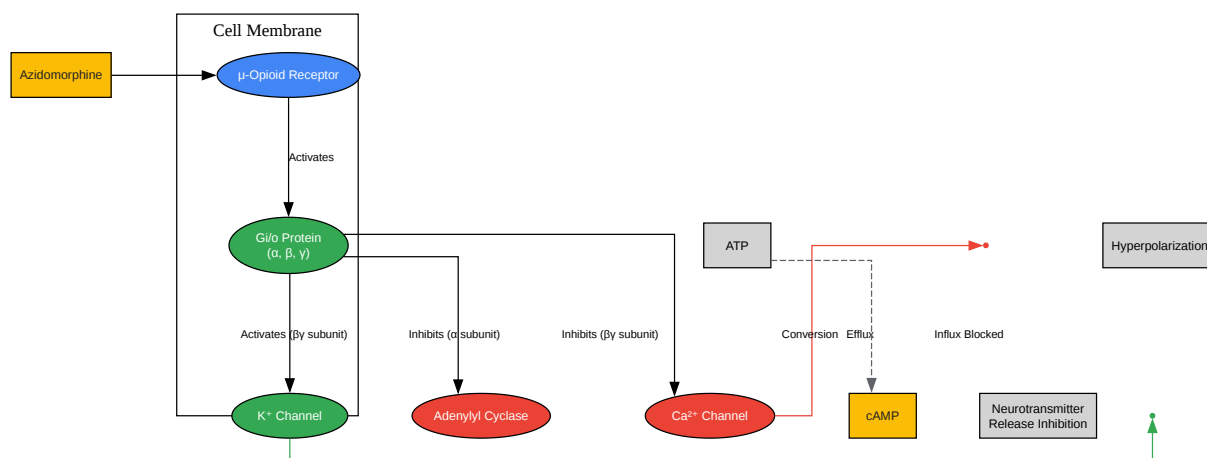 Cell Membrane
Azidomorphine
μ-Opioid Receptor
Activates
Gi/o Protein
(α, β, γ)
ATP
Hyperpolarization
Activates (βγ subunit)
Inhibits (α subunit)
Inhibits (βγ subunit)
Conversion
Efflux
Influx Blocked
K⁺ Channel
Adenylyl Cyclase
Ca²⁺ Channel
cAMP
Neurotransmitter
Release Inhibition